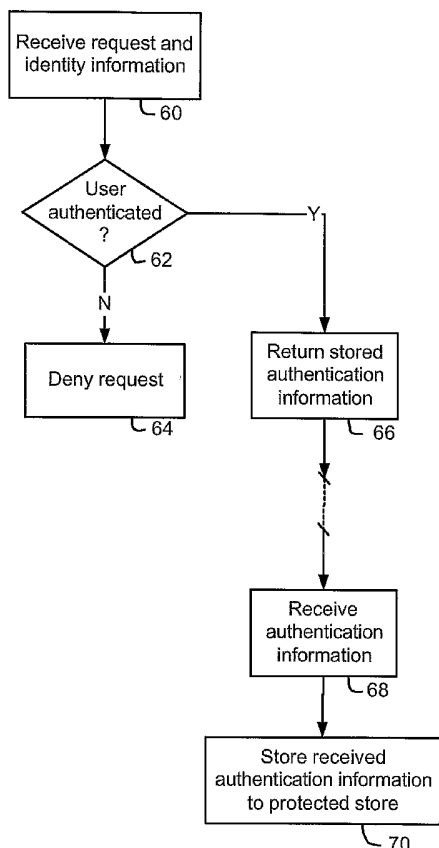 Receive request and
identity information
60
User
authenticated
?
62
Y
N
Deny request
64
Return stored
authentication
information
66
Receive
authentication
information
68
Store received
authentication information
to protected store
70